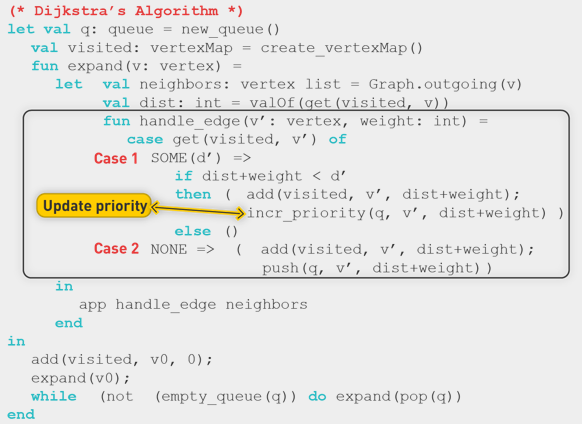 (* Dijkstra's Algorithm *)
let val q: queue = new_queue()
val visited: vertexMap = create_vertexMap()
fun expand(v: vertex) =
let val neighbors: vertex list = Graph.outgoing(v)
val dist: int = valOf(get(visited, v))
fun handle_edge(v': vertex, weight: int) =
case get(visited, v') of
Case 1 SOME(d') =>
if dist+weight < d'
then ( add(visited, v', dist+weight);
Update priority incr_priority(q, v', dist+weight) )
else ()
Case 2 NONE => ( add(visited, v', dist+weight);
push(q, v', dist+weight))
in
app handle_edge neighbors
end
in
add(visited, v0, 0);
expand(v0);
while (not (empty_queue(q)) do expand(pop(q))
end